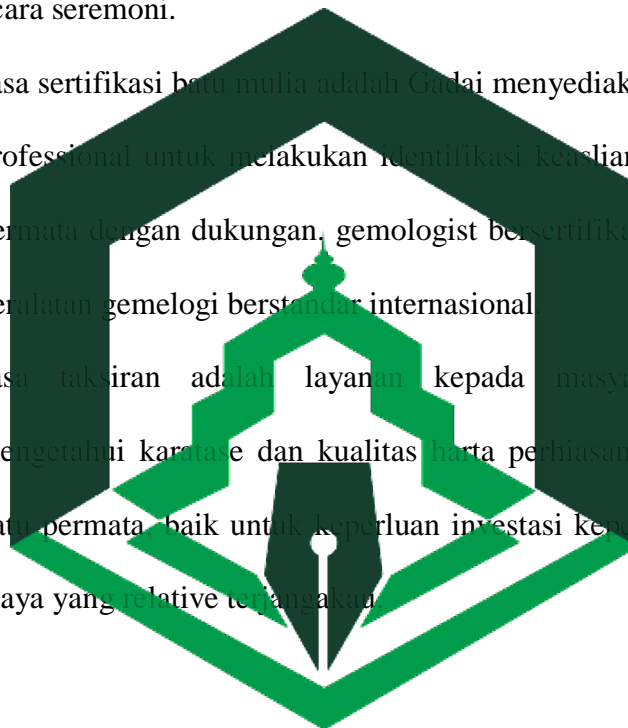 cara seremoni.
asa sertifikasi batu mulia adalah Gadai menyediak
rofessional untuk melakukan identifikasi keaslian
ermata dengan dukungan. gemologist bersertifika
eralatan gemelogi berstandar internasional.
asa taksiran adalah layanan kepada masya
engetahui karatase dan kualitas harta perhiasan
atu permata, baik untuk keperluan investasi kepe
aya yang relative terjangakau.